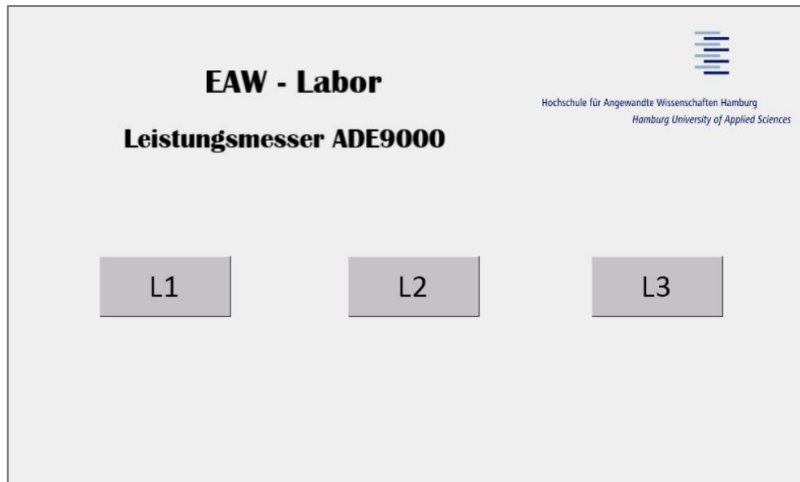 EAW - Labor
Leistungsmesser ADE9000
Hochschule für Angewandte Wissenschaften Hamburg
Hamburg University of Applied Sciences
L1
L2
L3